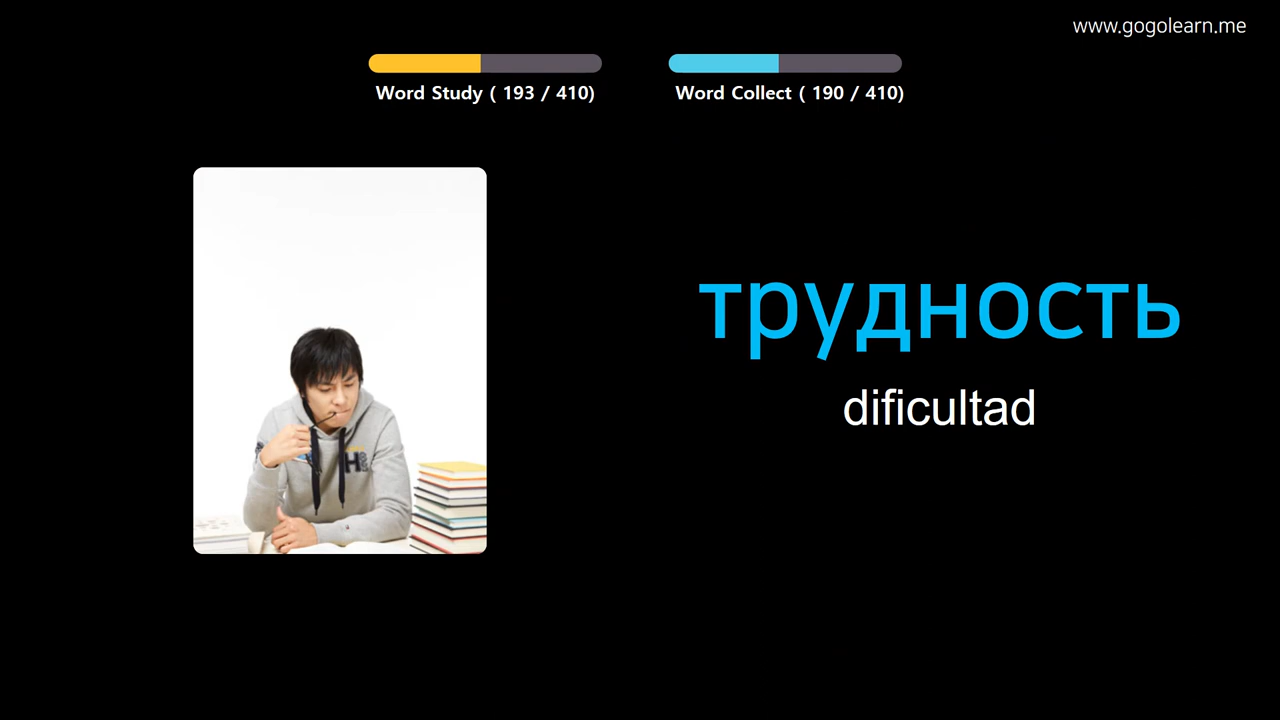 www.gogolearn.me
Word Study ( 193 / 410)
Word Collect ( 190 / 410)
трудность
dificultad